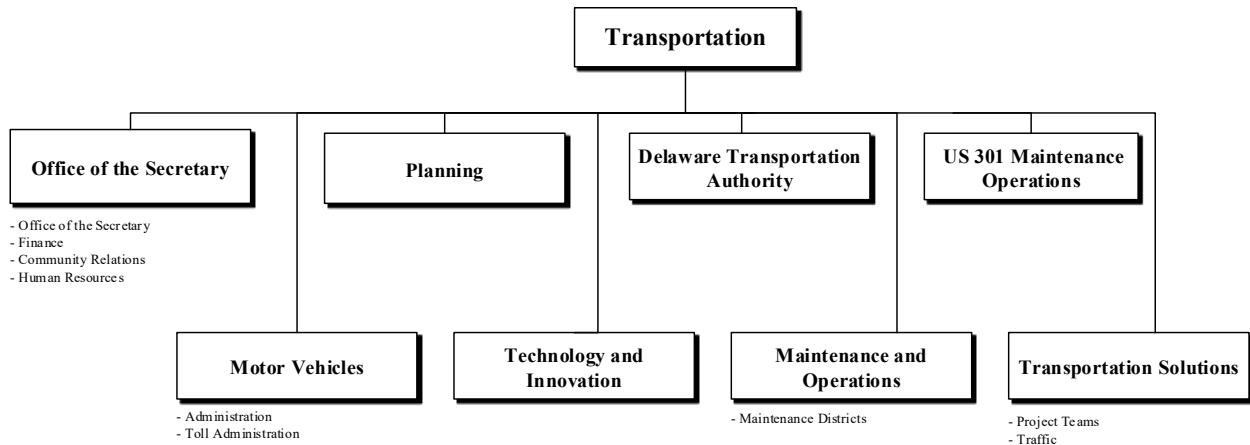 Transportation
Office of the Secretary
- Office of the Secretary
- Finance
- Community Relations
- Human Resources
Planning
Delaware Transportation
Authority
US 301 Maintenance
Operations
Motor Vehicles
- Administration
- Toll Administration
Technology and
Innovation
Maintenance and
Operations
- Maintenance Districts
Transportation Solutions
- Project Teams
- Traffic